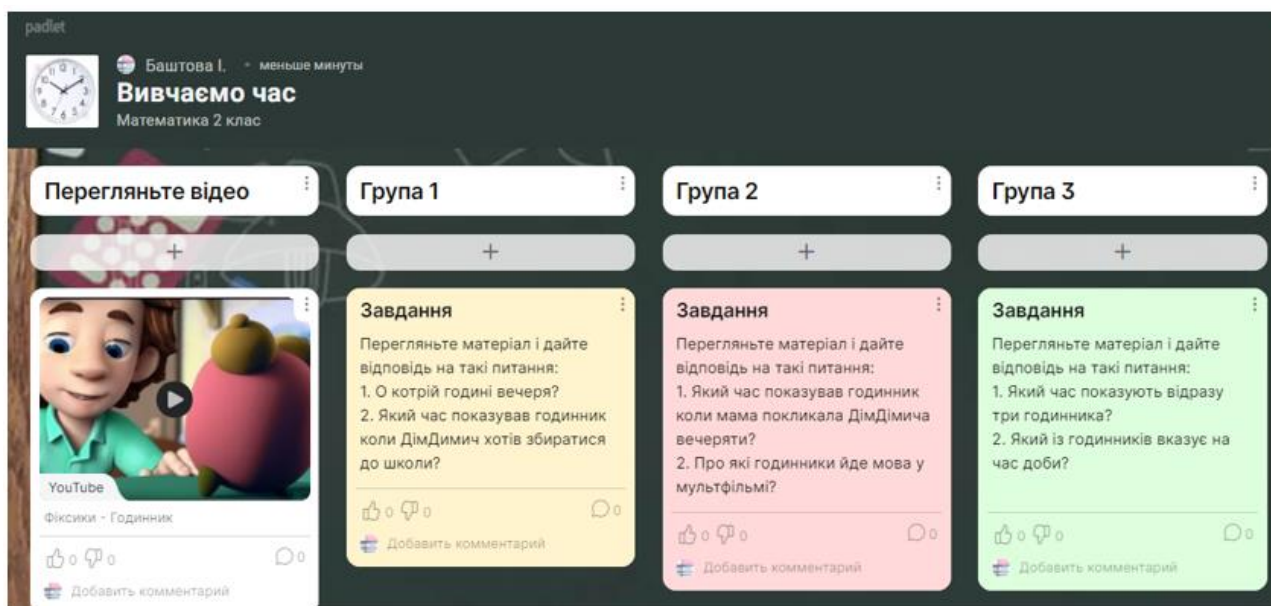 padlet
Баштова І. • меньше минуты
Вивчаємо час
Математика 2 клас
Перегляньте відео
+
YouTube
Фіксики - Годинник
0 0 0
Добавить комментарий
Група 1
+
Завдання
Перегляньте матеріал і дайте
відповідь на такі питання:
1. О котрій годині вечеря?
2. Який час показував годинник
коли ДімДимич хотів збиратися
до школи?
0 0 0
Добавить комментарий
Група 2
+
Завдання
Перегляньте матеріал і дайте
відповідь на такі питання:
1. Який час показував годинник
коли мама покликала ДімДімича
вечеряти?
2. Про які годинники йде мова у
мультфільмі?
0 0 0
Добавить комментарий
Група 3
+
Завдання
Перегляньте матеріал і дайте
відповідь на такі питання:
1. Який час показують відразу
три годинника?
2. Який із годинників вказує на
час доби?
0 0 0
Добавить комментарий